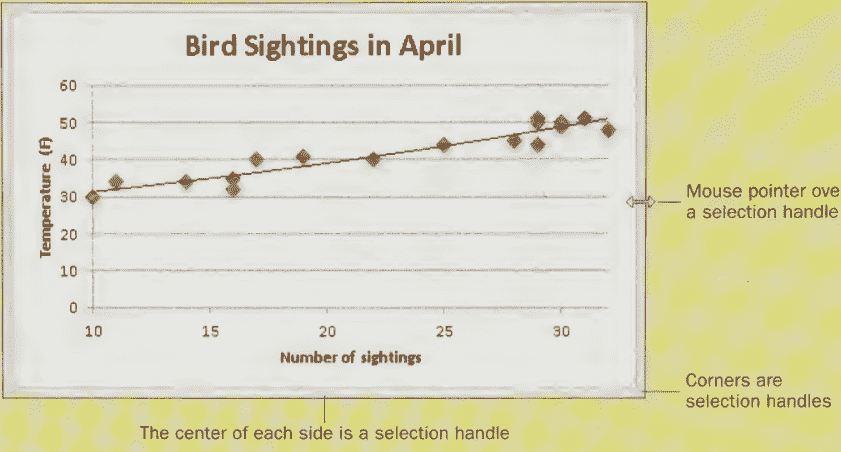 Bird Sightings in April
60
50
40
30
20
10
0
Temperature (F)
10 15 20 25 30
Number of sightings
Mouse pointer ove
a selection handle
Corners are
selection handles
The center of each side is a selection handle